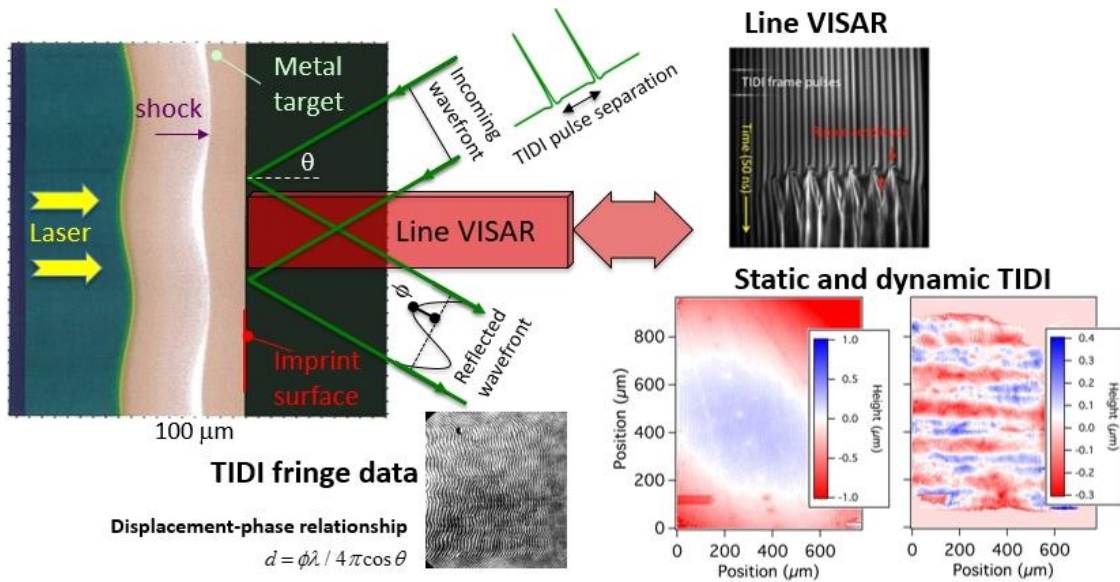 Line VISAR
Metal
target
shock
Incoming
wavefront
TIDI pulse separation
θ
TIDI frame pulses
Time (50 ns)
Laser
Line VISAR
Static and dynamic TIDI
ϕ
Reflected
wavefront
Imprint
surface
100 µm
TIDI fringe data
Displacement-phase relationship
d = ϕλ / 4π cos θ
Position (µm)
800
600
400
200
0
0 200 400 600
Position (µm)
1.0
0.5
0.0
-0.5
-1.0
Height (µm)
0 200 400 600
Position (µm)
0.4
0.3
0.2
0.1
0.0
-0.1
-0.2
-0.3
Height (µm)